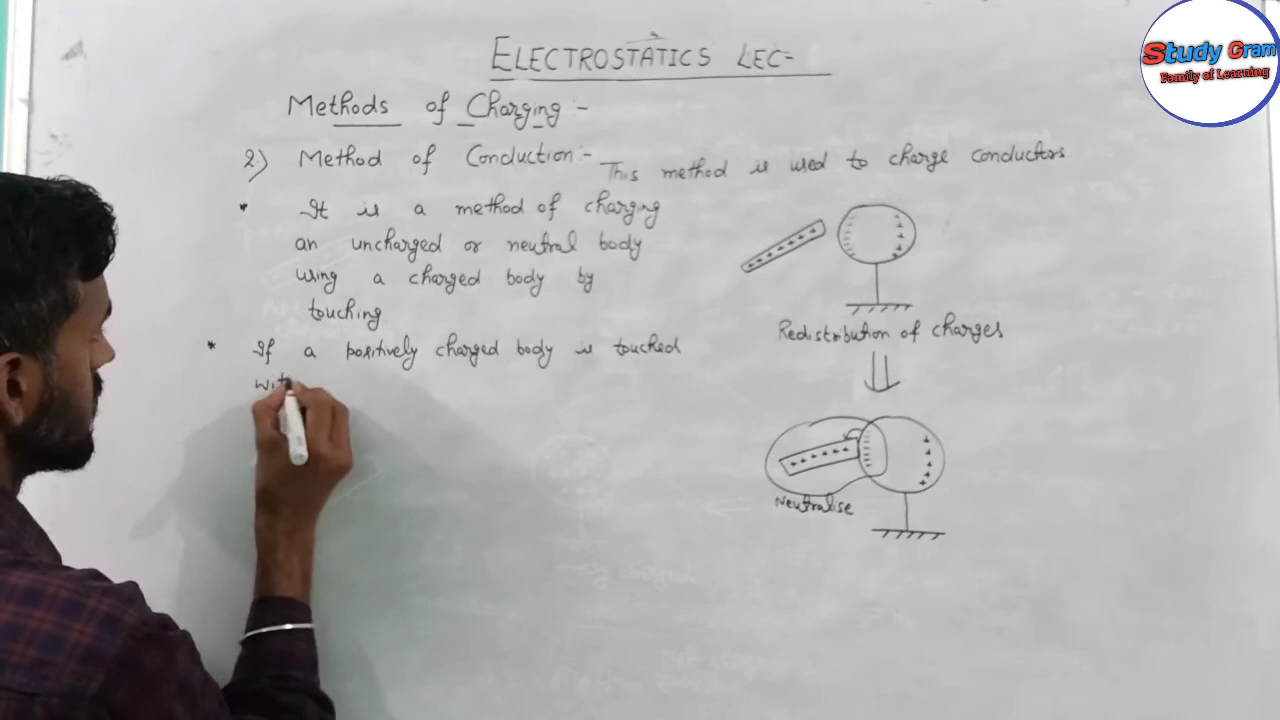 ELECTROSTATICS LEC-
Study Gram
Family of Learning
Methods of Charging :-
2) Method of Conduction :- This method is used to charge conductors
* It is a method of charging
an uncharged or neutral body
using a charged body by
touching
* If a positively charged body is touched
wit
Redistribution of charges
Neutralise